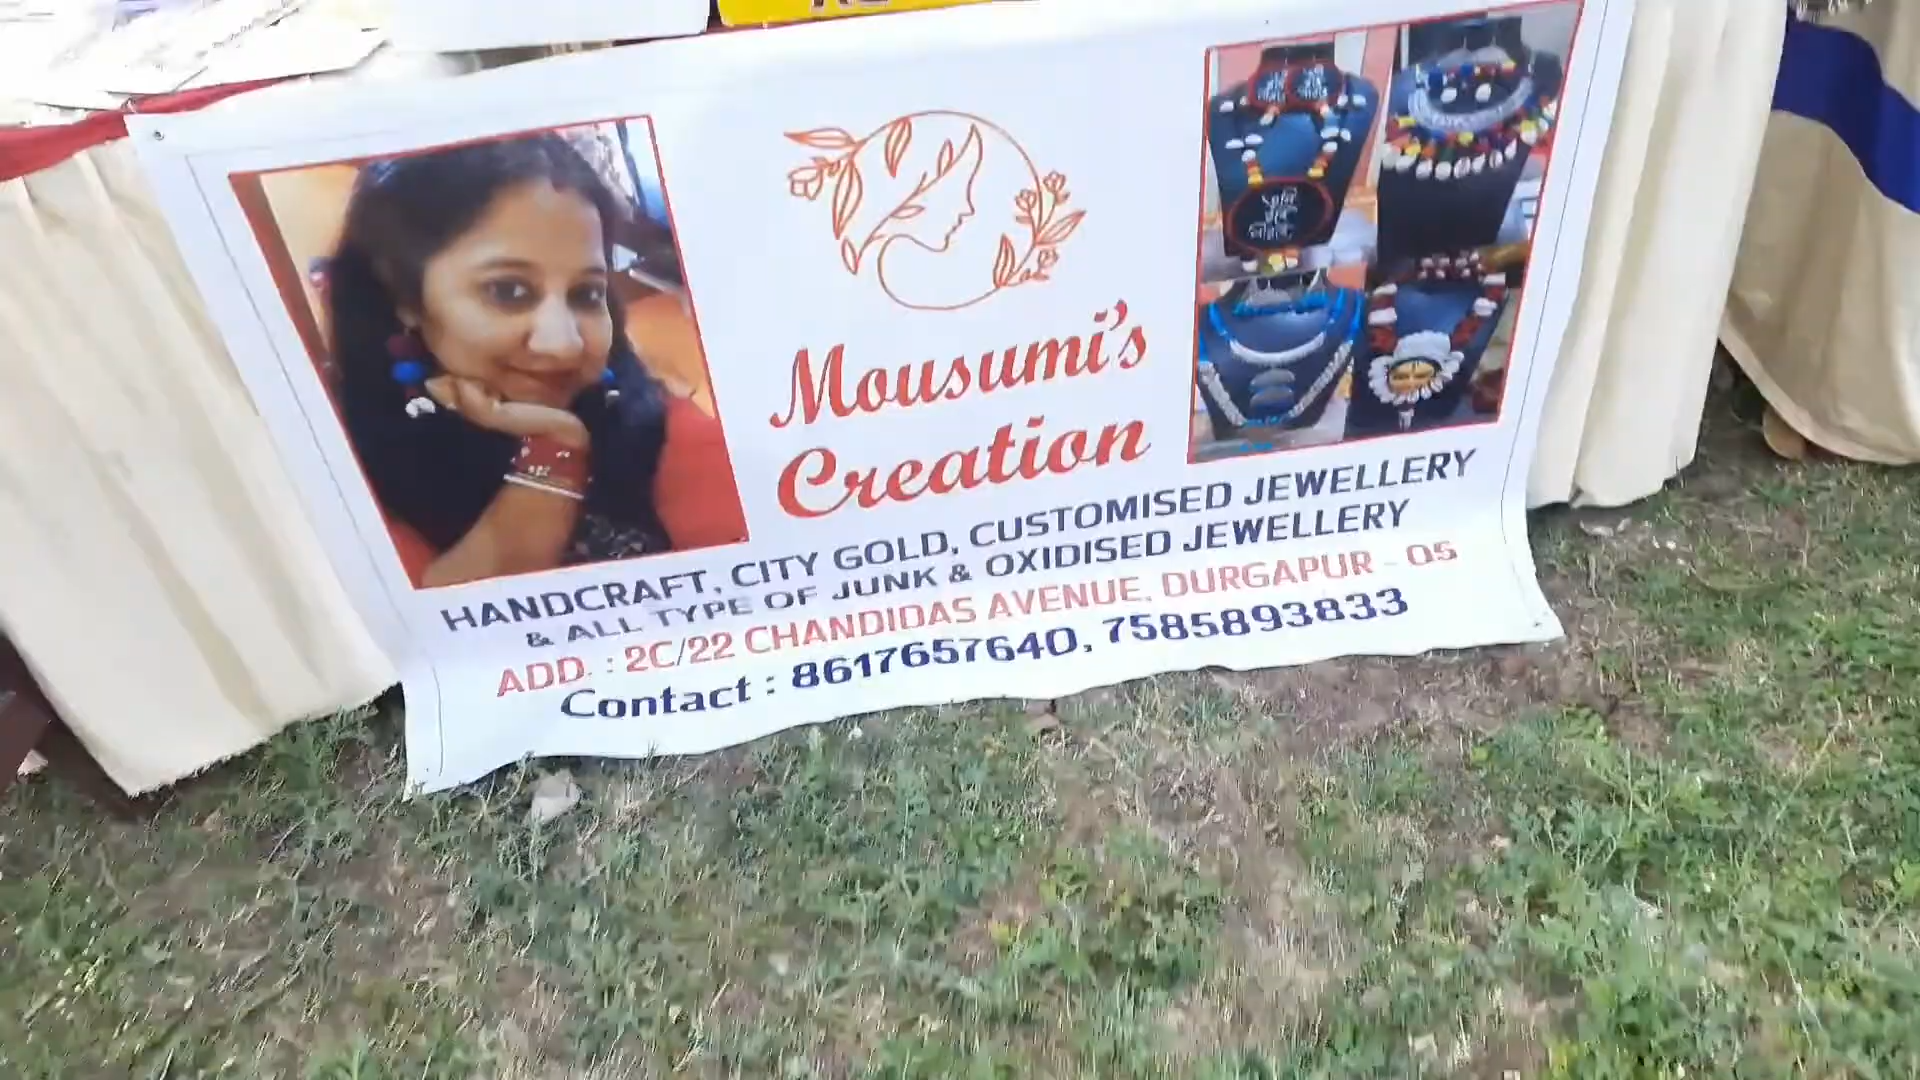 Mousumi's
Creation
HANDCRAFT, CITY GOLD, CUSTOMISED JEWELLERY
& ALL TYPE OF JUNK & OXIDISED JEWELLERY
ADD. : 2C/22 CHANDIDAS AVENUE, DURGAPUR - 05
Contact : 8617657640, 7585893833